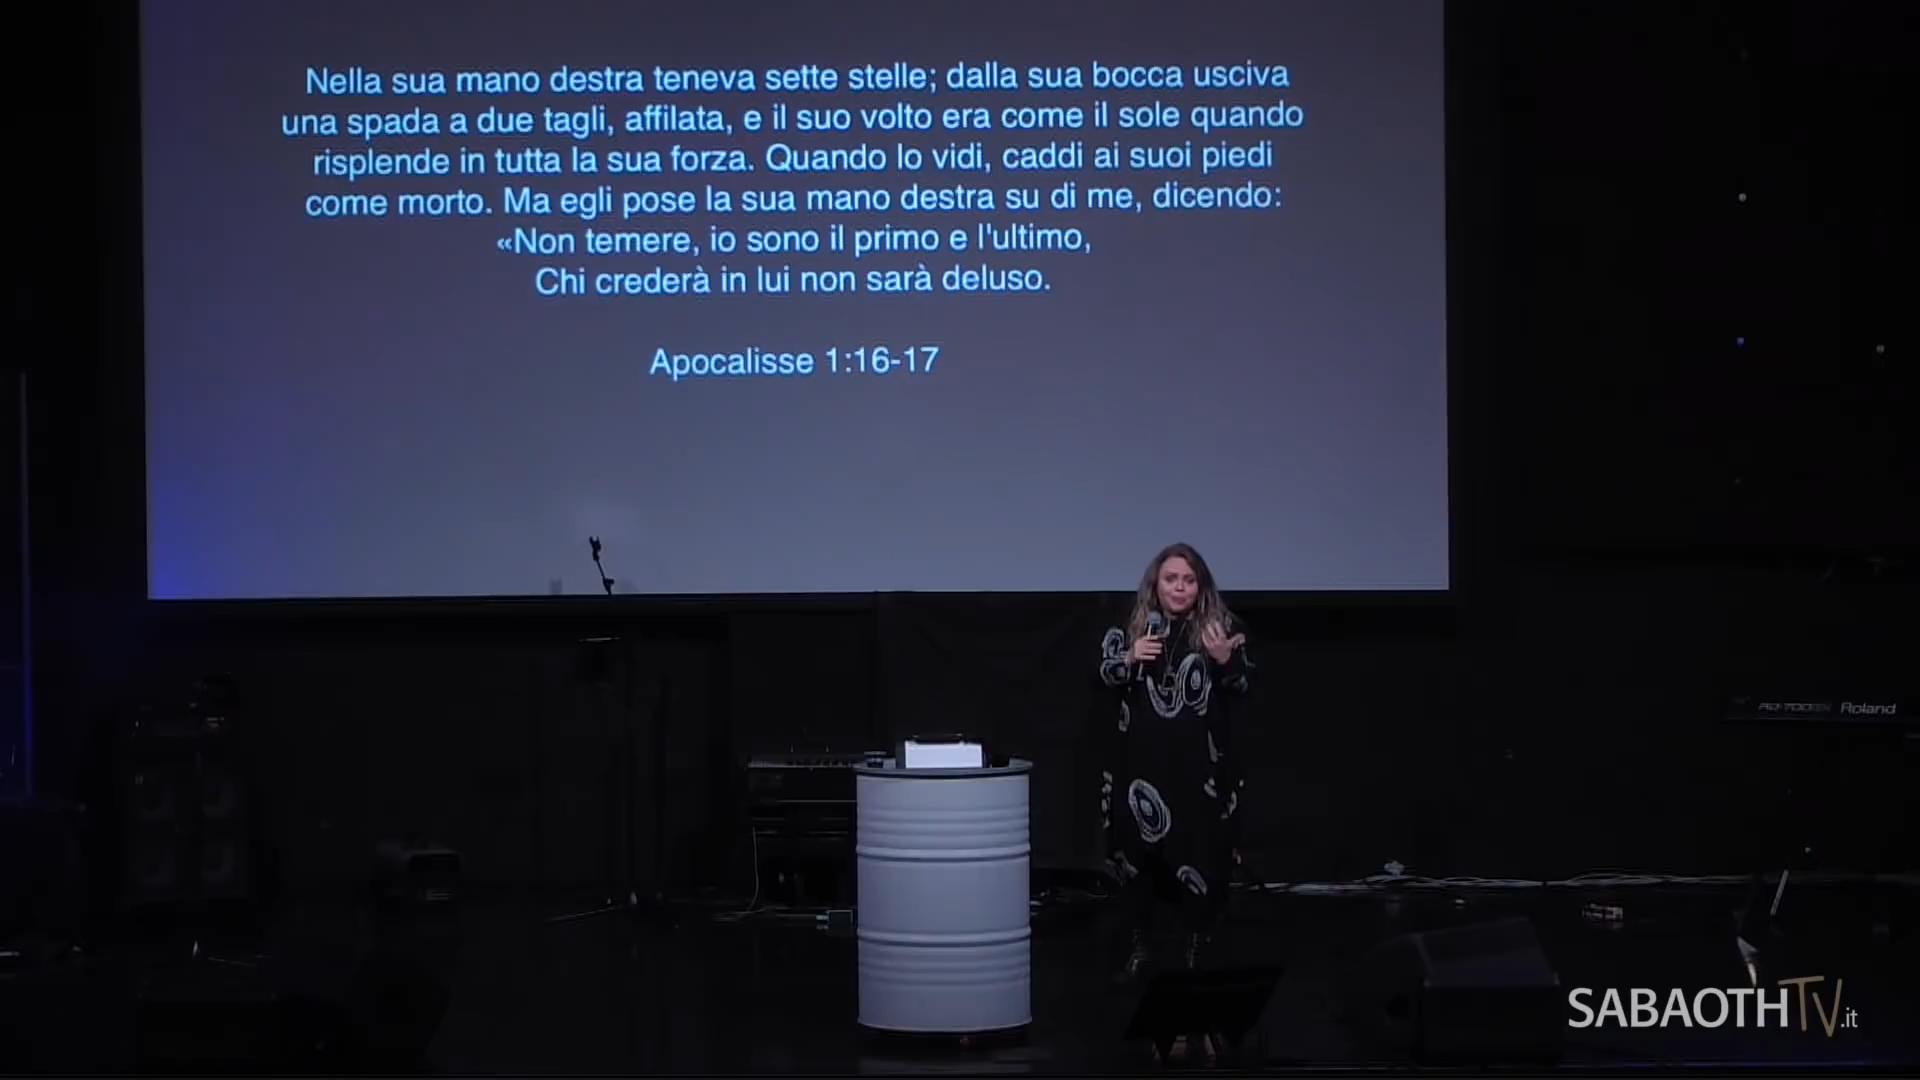 Nella sua mano destra teneva sette stelle; dalla sua bocca usciva
una spada a due tagli, affilata, e il suo volto era come il sole quando
risplende in tutta la sua forza. Quando lo vidi, caddi ai suoi piedi
come morto. Ma egli pose la sua mano destra su di me, dicendo:
«Non temere, io sono il primo e l'ultimo,
Chi crederà in lui non sarà deluso.
Apocalisse 1:16-17
Roland
SABAOTHTV.it